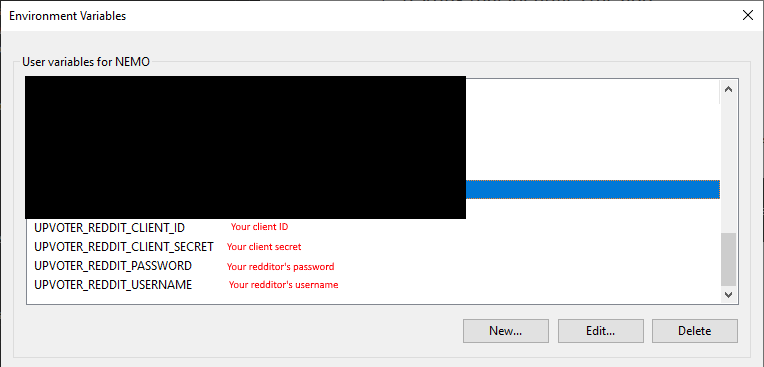 Environment Variables
User variables for NEMO
UPVOTER_REDDIT_CLIENT_ID Your client ID
UPVOTER_REDDIT_CLIENT_SECRET Your client secret
UPVOTER_REDDIT_PASSWORD Your redditor's password
UPVOTER_REDDIT_USERNAME Your redditor's username
New... Edit... Delete